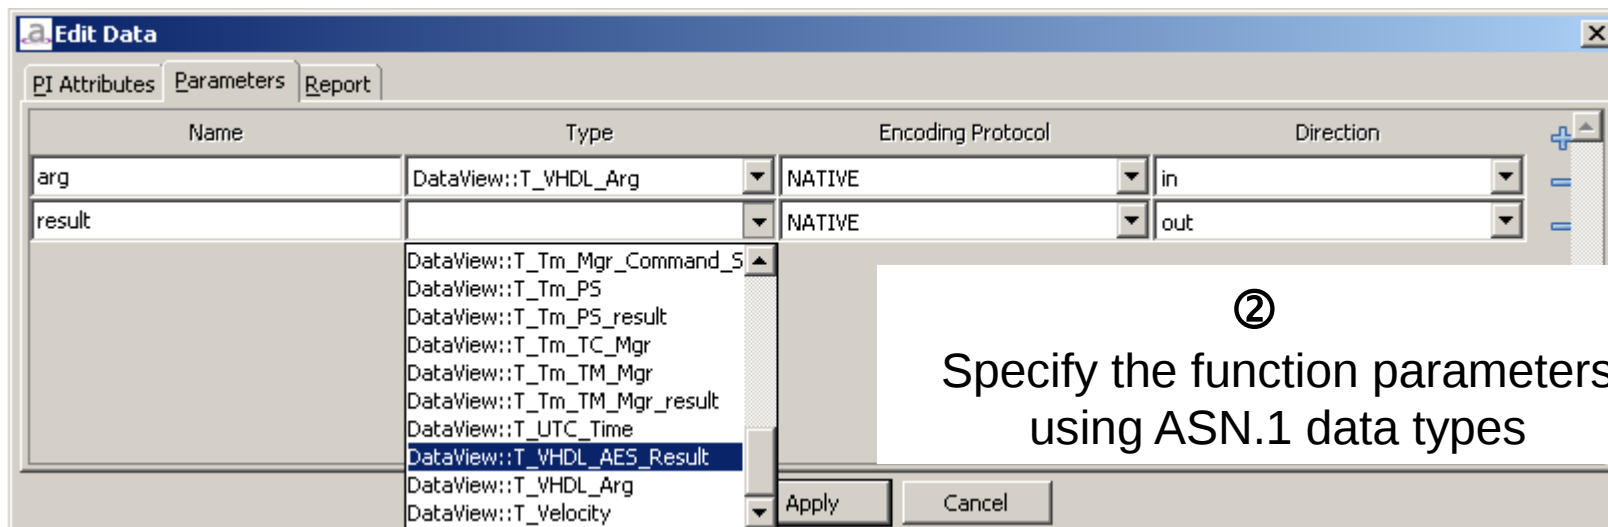 a Edit Data
PI Attributes Parameters Report
Name Type Encoding Protocol Direction
arg DataView::T_VHDL_Arg NATIVE in
result NATIVE out
DataView::T_Tm_Mgr_Command_S
DataView::T_Tm_PS
DataView::T_Tm_PS_result
DataView::T_Tm_TC_Mgr
DataView::T_Tm_TM_Mgr
DataView::T_Tm_TM_Mgr_result
DataView::T_UTC_Time
DataView::T_VHDL_AES_Result
DataView::T_VHDL_Arg
DataView::T_Velocity
②
Specify the function parameters
using ASN.1 data types
Apply Cancel